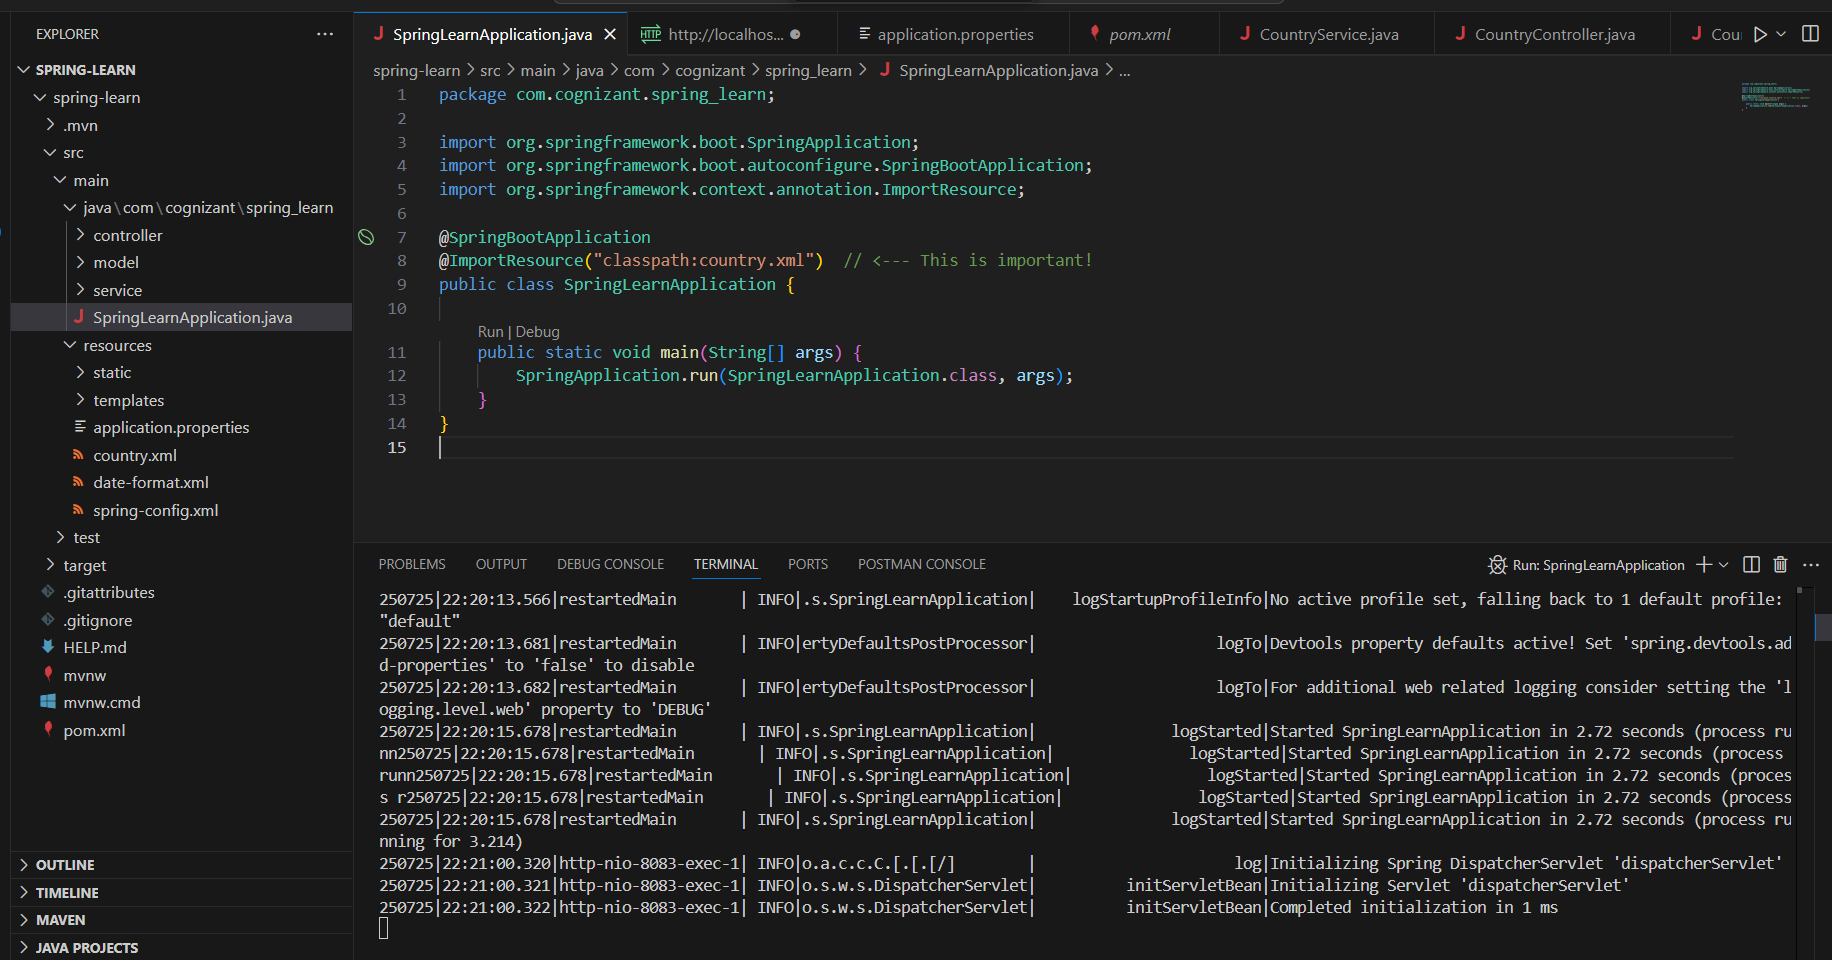 EXPLORER
SPRING-LEARN
spring-learn
.mvn
src
main
java\com\cognizant\spring_learn
controller
model
service
SpringLearnApplication.java
resources
static
templates
application.properties
country.xml
date-format.xml
spring-config.xml
test
target
.gitattributes
.gitignore
HELP.md
mvnw
mvnw.cmd
pom.xml
OUTLINE
TIMELINE
MAVEN
JAVA PROJECTS
SpringLearnApplication.java
HTTP http://localhos...
application.properties
pom.xml
CountryService.java
CountryController.java
Cou
spring-learn > src > main > java > com > cognizant > spring_learn > SpringLearnApplication.java > ...
1 package com.cognizant.spring_learn;
2
3 import org.springframework.boot.SpringApplication;
4 import org.springframework.boot.autoconfigure.SpringBootApplication;
5 import org.springframework.context.annotation.ImportResource;
6
7 @SpringBootApplication
8 @ImportResource("classpath:country.xml")  // <--- This is important!
9 public class SpringLearnApplication {
10
Run | Debug
11 public static void main(String[] args) {
12 SpringApplication.run(SpringLearnApplication.class, args);
13 }
14 }
15
PROBLEMS OUTPUT DEBUG CONSOLE TERMINAL PORTS POSTMAN CONSOLE
Run: SpringLearnApplication
250725|22:20:13.566|restartedMain       | INFO|.s.SpringLearnApplication|    logStartupProfileInfo|No active profile set, falling back to 1 default profile:
"default"
250725|22:20:13.681|restartedMain       | INFO|ertyDefaultsPostProcessor|                    logTo|Devtools property defaults active! Set 'spring.devtools.ad
d-properties' to 'false' to disable
250725|22:20:13.682|restartedMain       | INFO|ertyDefaultsPostProcessor|                    logTo|For additional web related logging consider setting the 'l
ogging.level.web' property to 'DEBUG'
250725|22:20:15.678|restartedMain       | INFO|.s.SpringLearnApplication|               logStarted|Started SpringLearnApplication in 2.72 seconds (process ru
nn250725|22:20:15.678|restartedMain       | INFO|.s.SpringLearnApplication|               logStarted|Started SpringLearnApplication in 2.72 seconds (process
runn250725|22:20:15.678|restartedMain       | INFO|.s.SpringLearnApplication|               logStarted|Started SpringLearnApplication in 2.72 seconds (proces
s r250725|22:20:15.678|restartedMain       | INFO|.s.SpringLearnApplication|               logStarted|Started SpringLearnApplication in 2.72 seconds (process
250725|22:20:15.678|restartedMain       | INFO|.s.SpringLearnApplication|               logStarted|Started SpringLearnApplication in 2.72 seconds (process ru
nning for 3.214)
250725|22:21:00.320|http-nio-8083-exec-1| INFO|o.a.c.c.C.[.[.[/]        |                      log|Initializing Spring DispatcherServlet 'dispatcherServlet'
250725|22:21:00.321|http-nio-8083-exec-1| INFO|o.s.w.s.DispatcherServlet|          initServletBean|Initializing Servlet 'dispatcherServlet'
250725|22:21:00.322|http-nio-8083-exec-1| INFO|o.s.w.s.DispatcherServlet|          initServletBean|Completed initialization in 1 ms